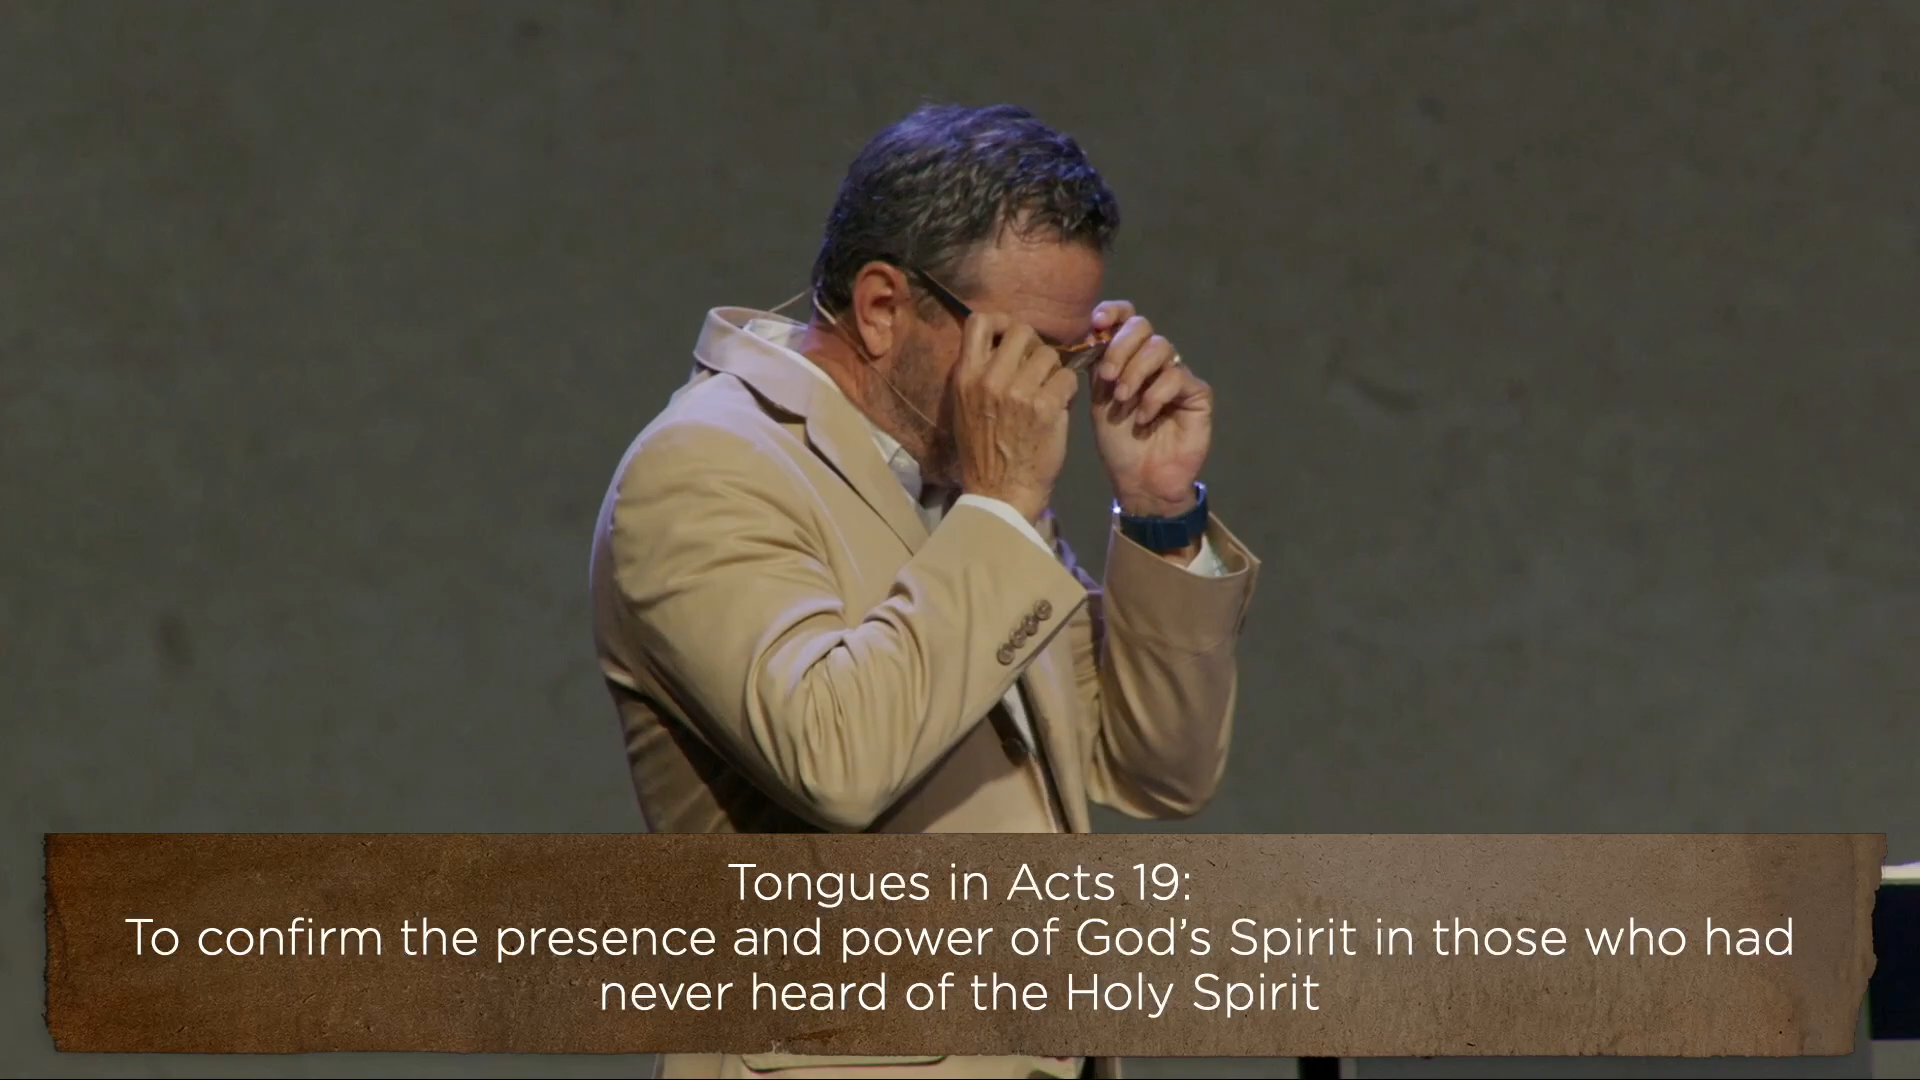 Tongues in Acts 19:
To confirm the presence and power of God’s Spirit in those who had
never heard of the Holy Spirit